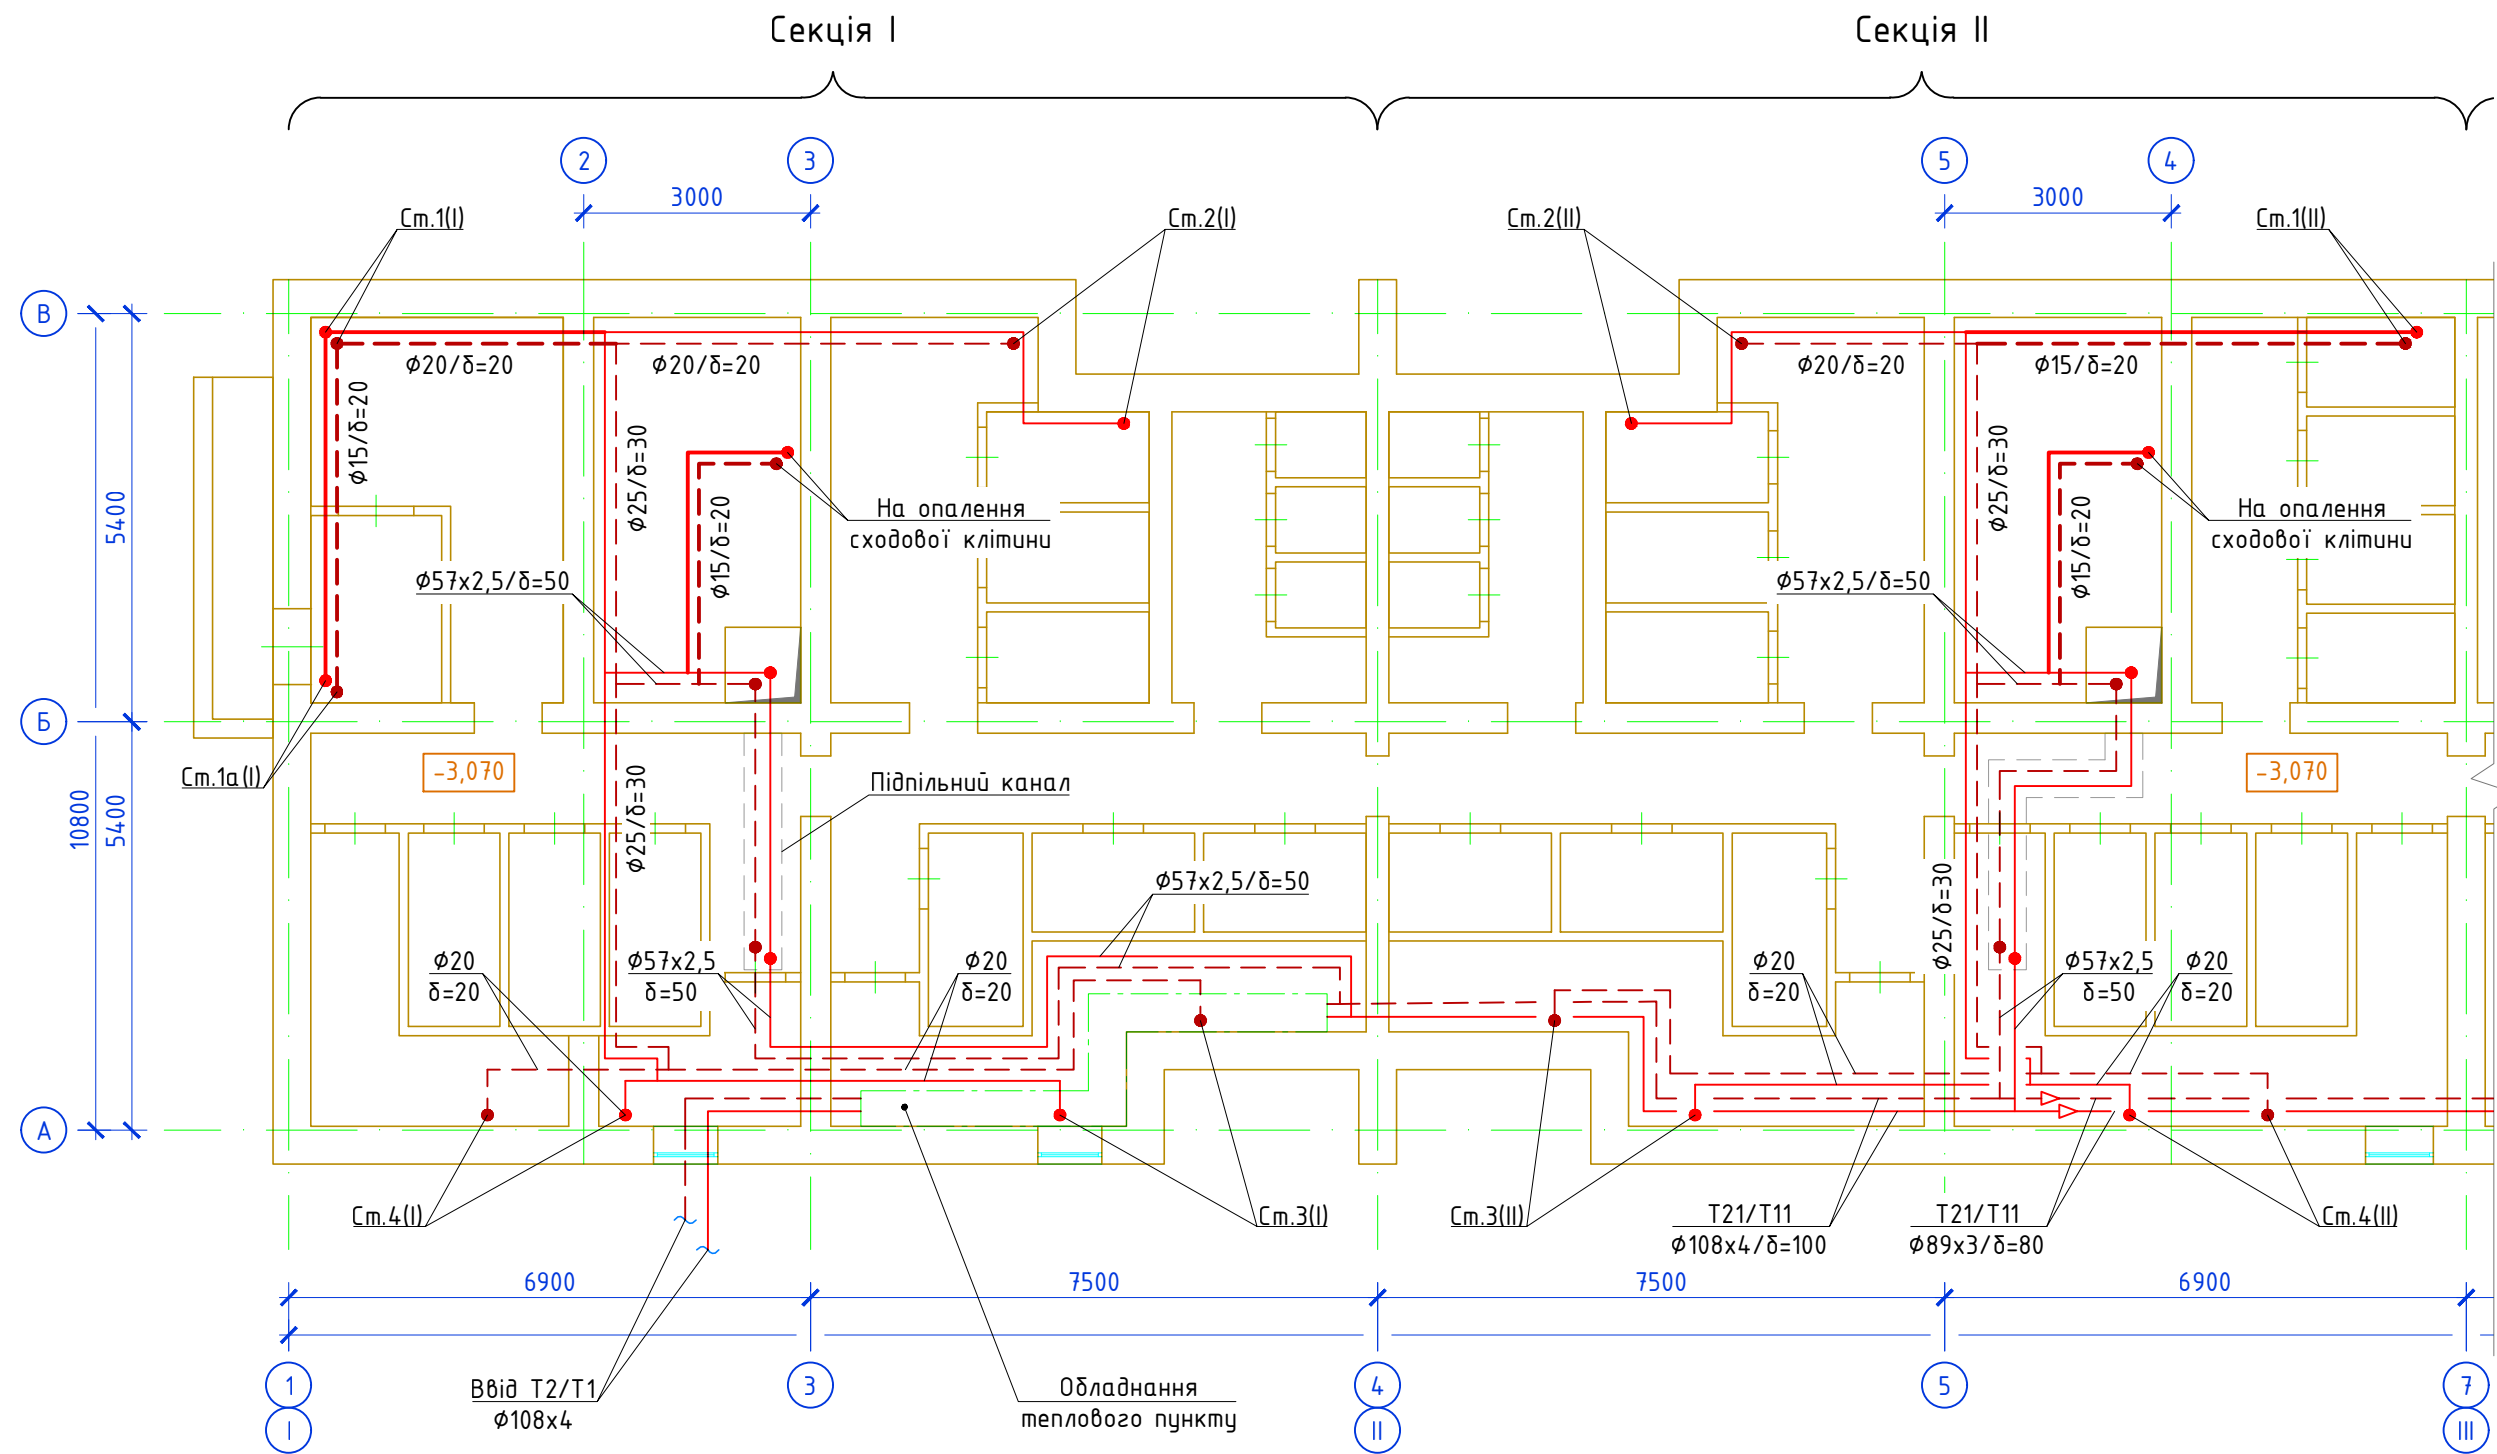 Секція I
Секція II
2
3
5
4
3000
3000
Ст.1(I)
Ст.2(I)
Ст.2(II)
Ст.1(II)
В
Ф20/δ=20
Ф20/δ=20
Ф20/δ=20
Ф15/δ=20
Ф15/δ=20
Ф25/δ=30
Ф25/δ=30
5400
На опалення
сходової клітини
На опалення
сходової клітини
Ф15/δ=20
Ф15/δ=20
Ф57х2,5/δ=50
Ф57х2,5/δ=50
Б
Ст.1а(I)
-3,070
-3,070
Підпільний канал
10800
5400
Ф25/δ=30
Ф57х2,5/δ=50
Ф25/δ=30
Ф20
δ=20
Ф57х2,5
δ=50
Ф20
δ=20
Ф20
δ=20
Ф57х2,5
δ=50
Ф20
δ=20
А
Ст.4(I)
Ст.3(I)
Ст.3(II)
Т21/Т11
Ф108х4/δ=100
Т21/Т11
Ф89х3/δ=80
Ст.4(II)
6900
7500
7500
6900
Ввід Т2/Т1
Ф108х4
Обладнання
теплового пункту
1
3
4
5
7
I
II
III